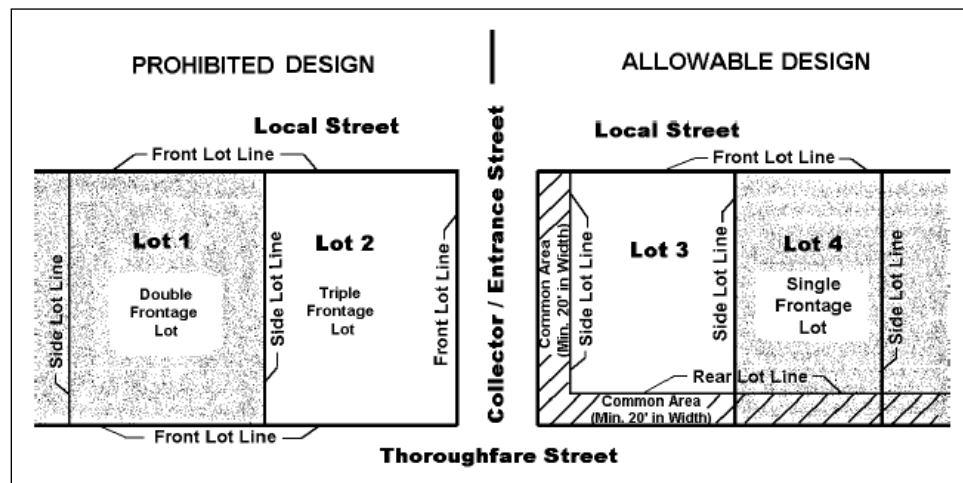 PROHIBITED DESIGN
Local Street
Front Lot Line
Side Lot Line
Lot 1
Double
Frontage
Lot
Side Lot Line
Lot 2
Triple
Frontage
Lot
Front Lot Line
Front Lot Line
Collector / Entrance Street
ALLOWABLE DESIGN
Local Street
Front Lot Line
Common Area
(Min. 20' in Width)
Side Lot Line
Lot 3
Side Lot Line
Lot 4
Single
Frontage
Lot
Side Lot Line
Rear Lot Line
Common Area
(Min. 20' in Width)
Thoroughfare Street